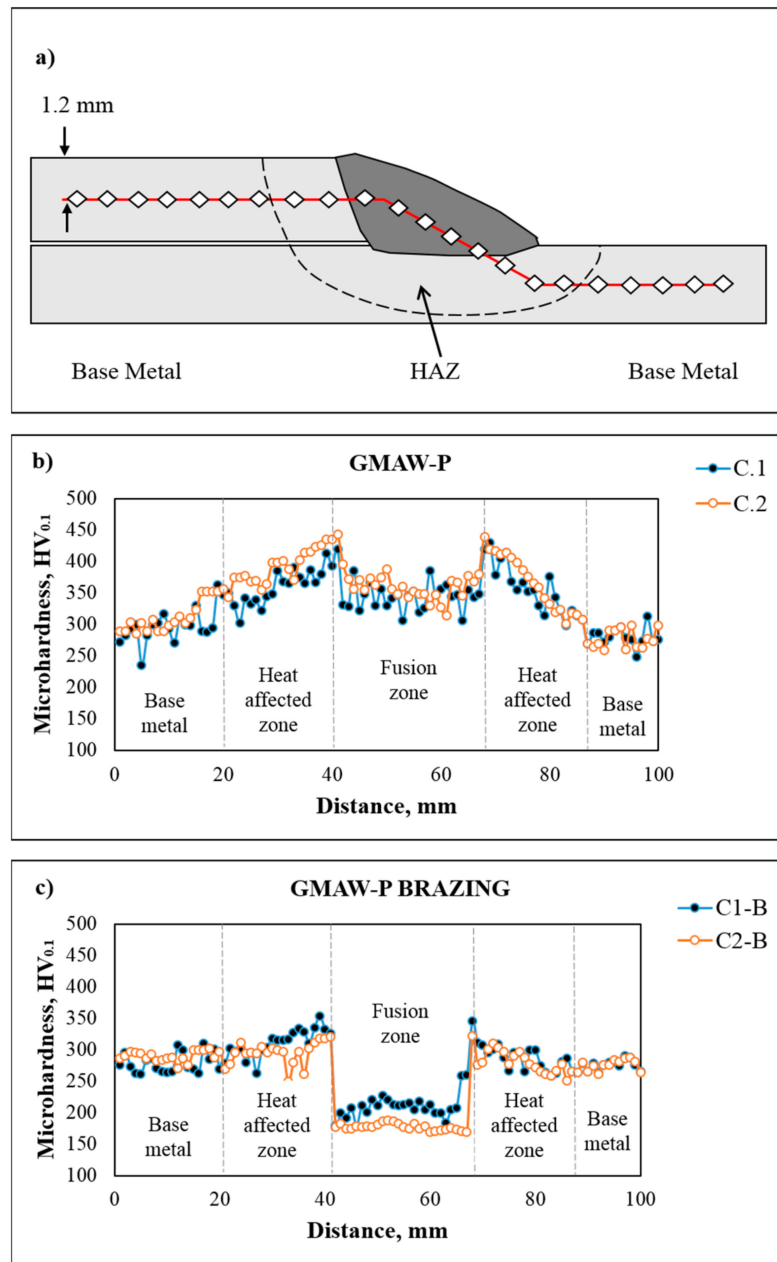 a)
1.2 mm
Base Metal HAZ Base Metal
b)
GMAW-P
C.1
C.2
Microhardness, HV0.1
500
450
400
350
300
250
200
150
100
Base
metal
Heat
affected
zone
Fusion
zone
Heat
affected
zone
Base
metal
0 20 40 60 80 100
Distance, mm
c)
GMAW-P BRAZING
C1-B
C2-B
Microhardness, HV0.1
500
450
400
350
300
250
200
150
100
Base
metal
Heat
affected
zone
Fusion
zone
Heat
affected
zone
Base
metal
0 20 40 60 80 100
Distance, mm